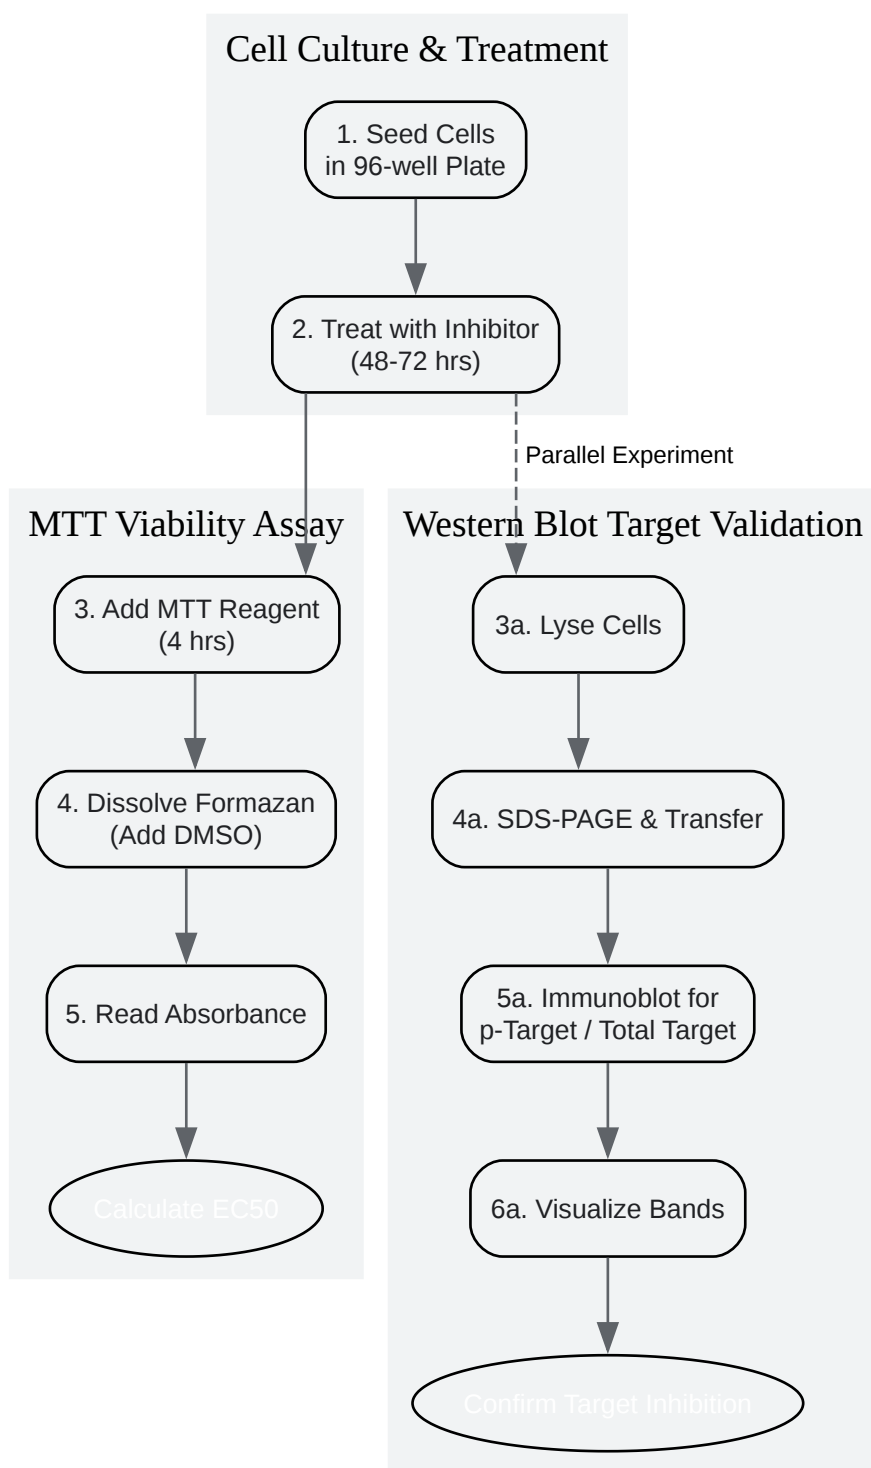 Cell Culture & Treatment
1. Seed Cells
in 96-well Plate
2. Treat with Inhibitor
(48-72 hrs)
Parallel Experiment
MTT Viability Assay
3. Add MTT Reagent
(4 hrs)
4. Dissolve Formazan
(Add DMSO)
5. Read Absorbance
Calculate EC50
Western Blot Target Validation
3a. Lyse Cells
4a. SDS-PAGE & Transfer
5a. Immunoblot for
p-Target / Total Target
6a. Visualize Bands
Confirm Target Inhibition